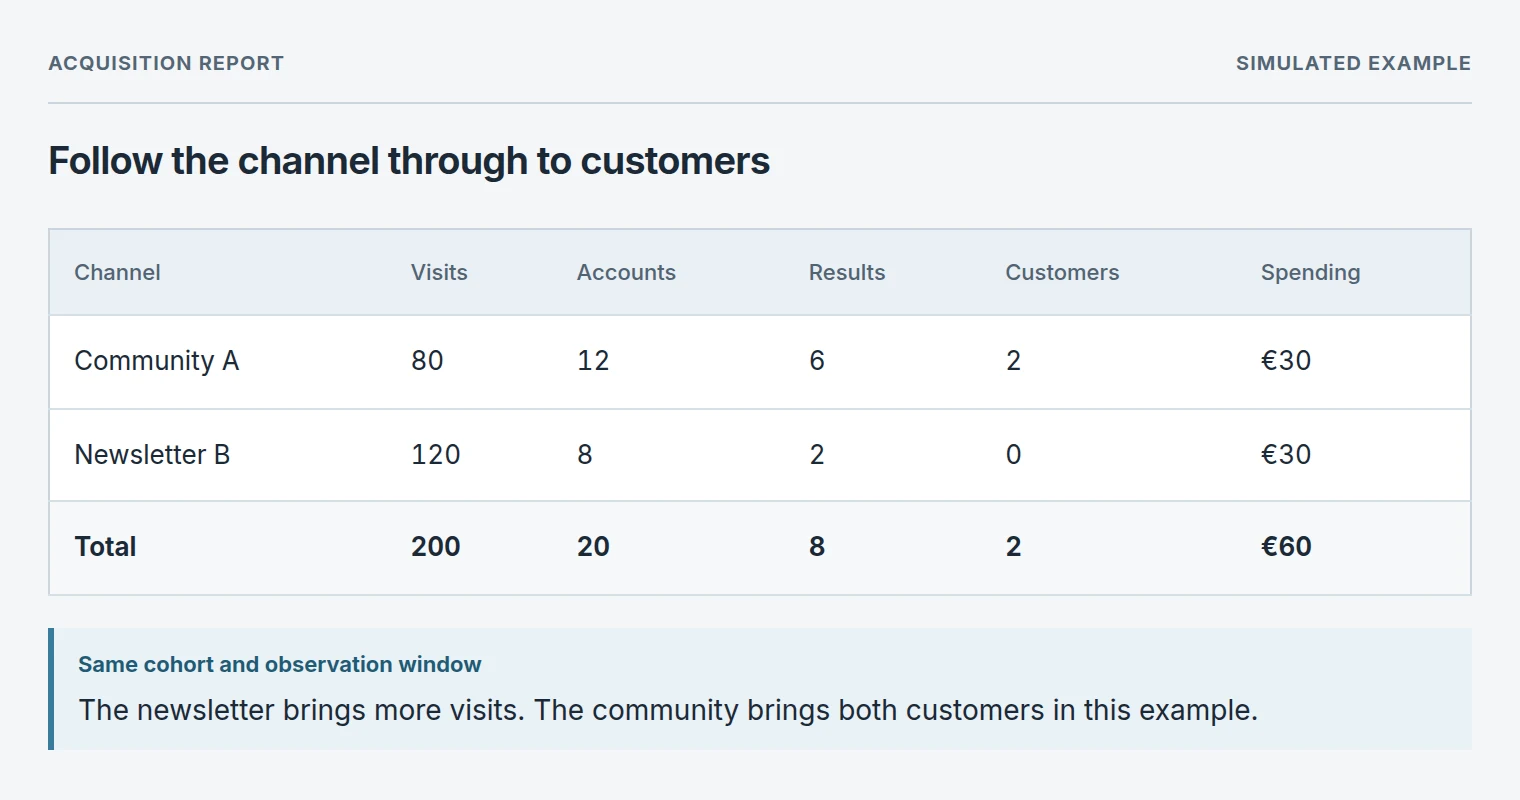 ACQUISITION REPORT
SIMULATED EXAMPLE
Follow the channel through to customers
Channel Visits Accounts Results Customers Spending
Community A 80 12 6 2 €30
Newsletter B 120 8 2 0 €30
Total 200 20 8 2 €60
Same cohort and observation window
The newsletter brings more visits. The community brings both customers in this example.